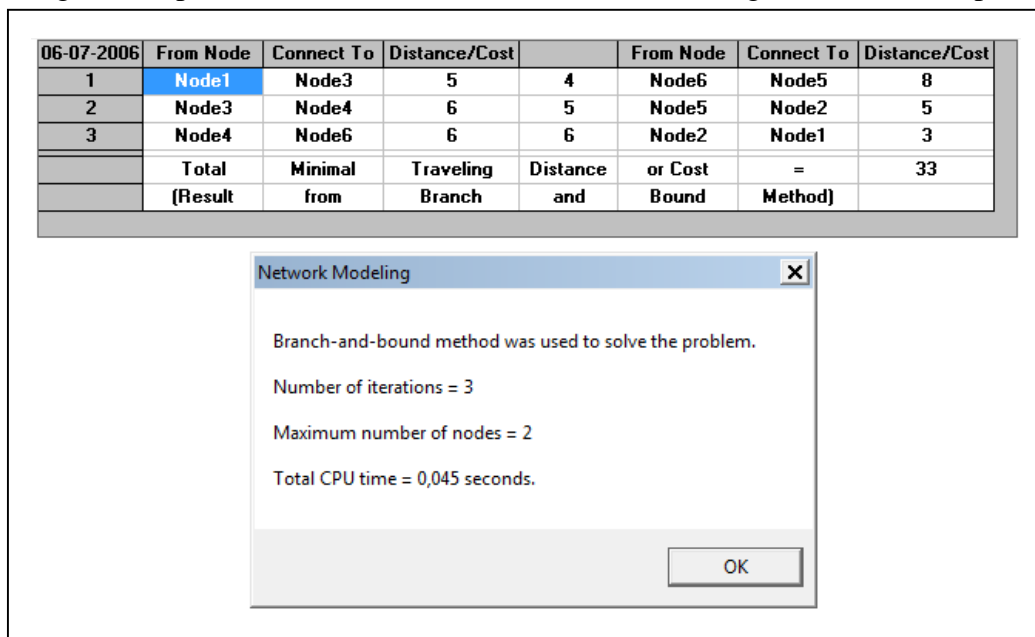 06-07-2006 From Node Connect To Distance/Cost From Node Connect To Distance/Cost
1 Node1 Node3 5 4 Node6 Node5 8
2 Node3 Node4 6 5 Node5 Node2 5
3 Node4 Node6 6 6 Node2 Node1 3
Total Minimal Traveling Distance or Cost = 33
(Result from Branch and Bound Method)
Network Modeling
Branch-and-bound method was used to solve the problem.
Number of iterations = 3
Maximum number of nodes = 2
Total CPU time = 0,045 seconds.
OK